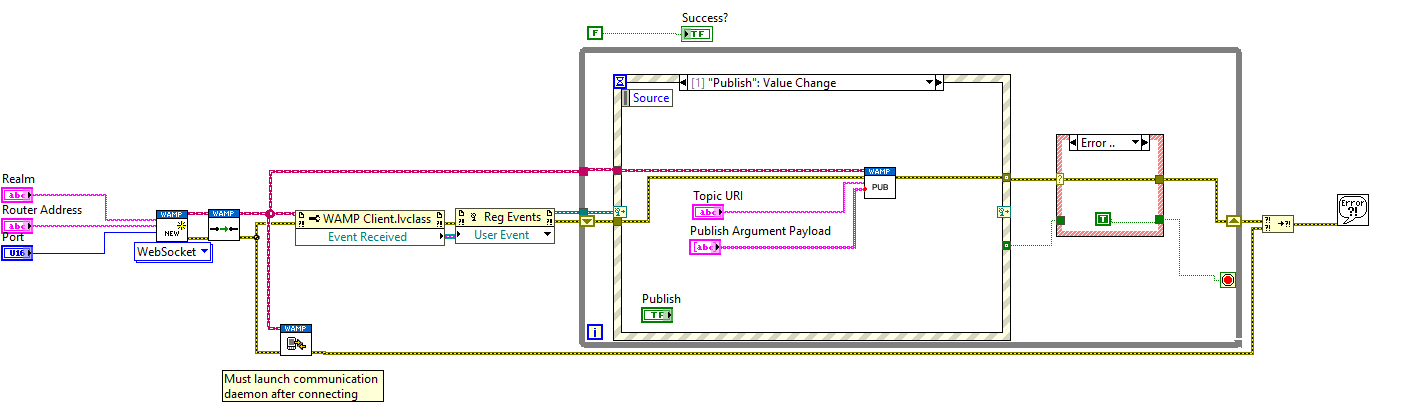 Success?
F
TF
[1] "Publish": Value Change
Source
Error ..
Realm
abc
Router Address
abc
Port
U16
WAMP
NEW
WebSocket
WAMP
WAMP Client.lvclass
Event Received
Reg Events
User Event
WAMP
PUB
Topic URI
abc
Publish Argument Payload
abc
Publish
TF
i
T
?!
?!
Error
?!
WAMP
Must launch communication
daemon after connecting